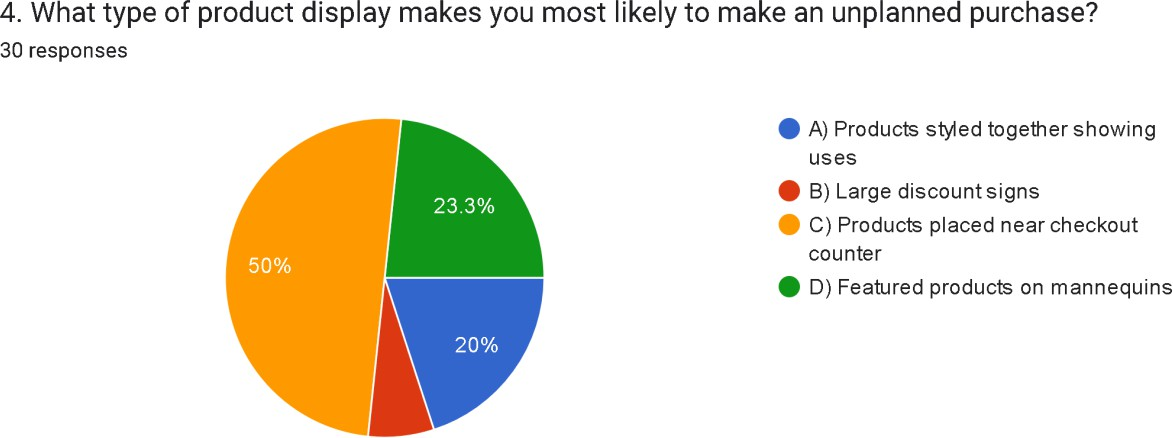 4. What type of product display makes you most likely to make an unplanned purchase?
30 responses
A) Products styled together showing
uses
B) Large discount signs
C) Products placed near checkout
counter
D) Featured products on mannequins
23.3%
50%
20%